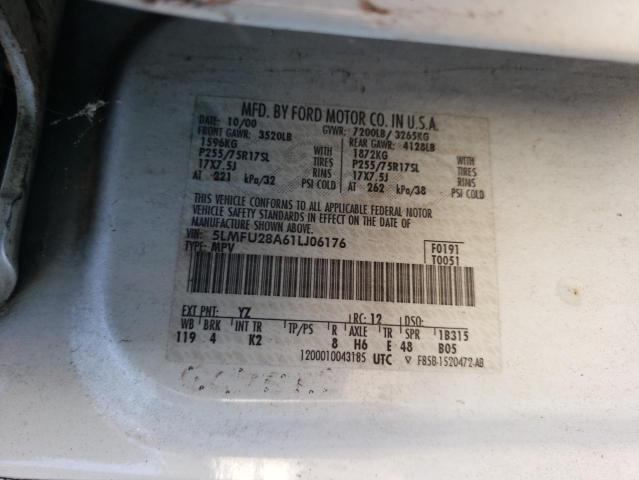 MFD. BY FORD MOTOR CO. IN U.S.A.
DATE: 10/00 GVWR: 7200LB/ 3265KG
FRONT GAWR: 3520LB REAR GAWR: 4128LB
1596KG WITH 1872KG WITH
P255/75R17SL TIRES P255/75R17SL TIRES
17X7.5J RIMS 17X7.5J RIMS
AT 221 kPa/32 PSI COLD AT 262 kPa/38 PSI COLD
THIS VEHICLE CONFORMS TO ALL APPLICABLE FEDERAL MOTOR
VEHICLE SAFETY STANDARDS IN EFFECT ON THE DATE OF
MANUFACTURE SHOWN ABOVE.
VIN: 5LMFU28A61LJ06176 F0191
TYPE: MPV T0051
EXT PNT: YZ RC: 12 DSO:
WB BRK INT TR TP/PS R AXLE TR SPR 1B315
119 4 K2 8 H6 E 48 B05
1200010043185 UTC ▽ F85B-1520472-AB